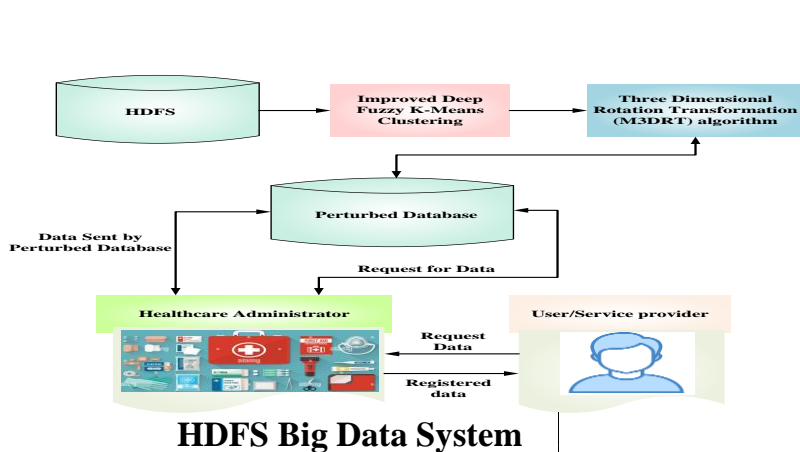 HDFS
Improved Deep
Fuzzy K-Means
Clustering
Three Dimensional
Rotation Transformation
(M3DRT) algorithm
Perturbed Database
Data Sent by
Perturbed Database
Request for Data
Healthcare Administrator
User/Service provider
Request
Data
Registered
data
HDFS Big Data System